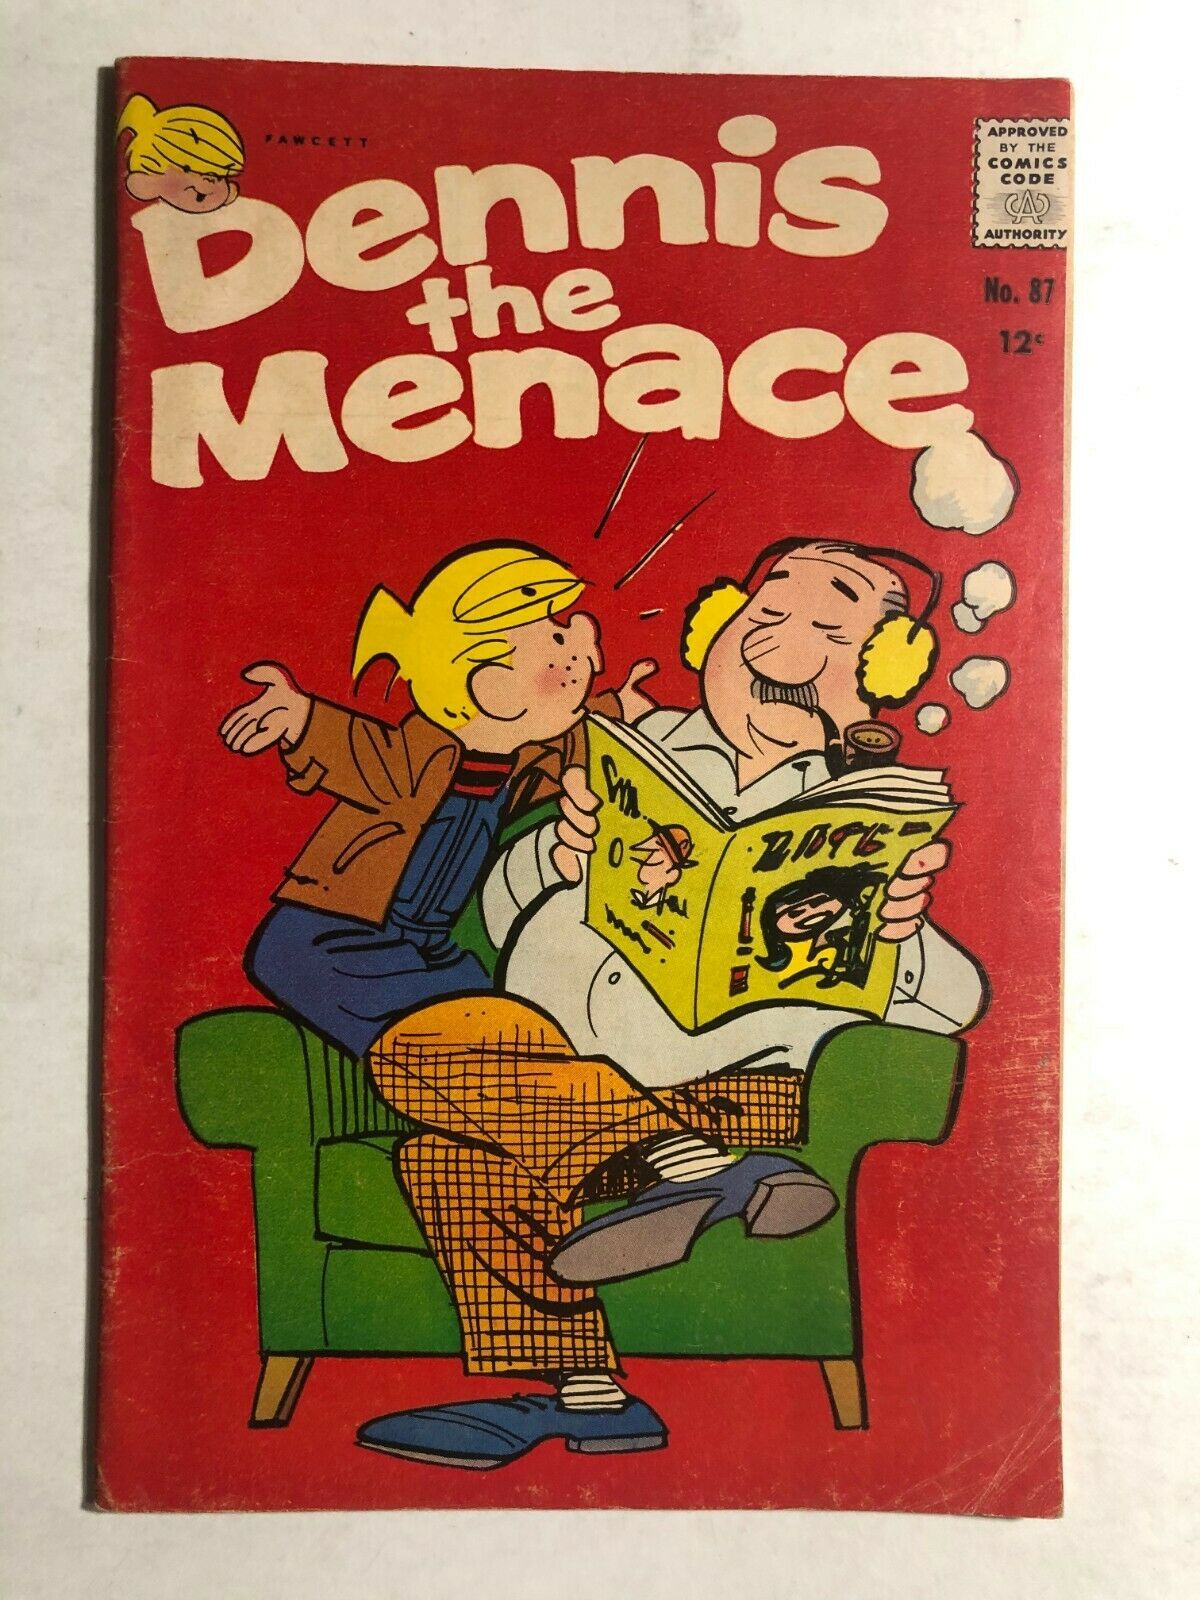 FAWCETT
Dennis
the
Menace
APPROVED
BY THE
COMICS
CODE
AUTHORITY
No. 87
12¢